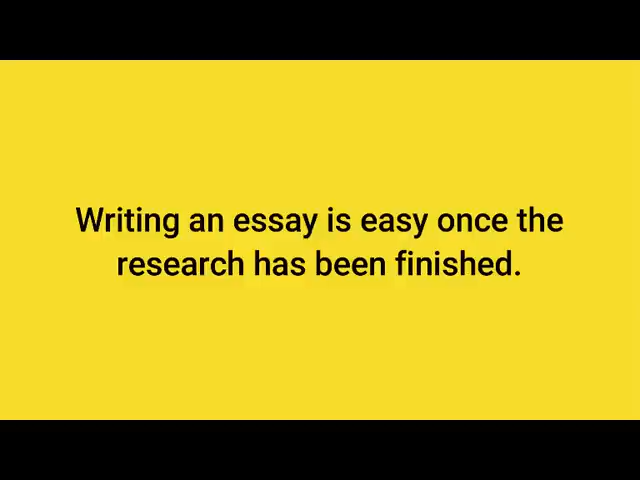 Writing an essay is easy once the
research has been finished.